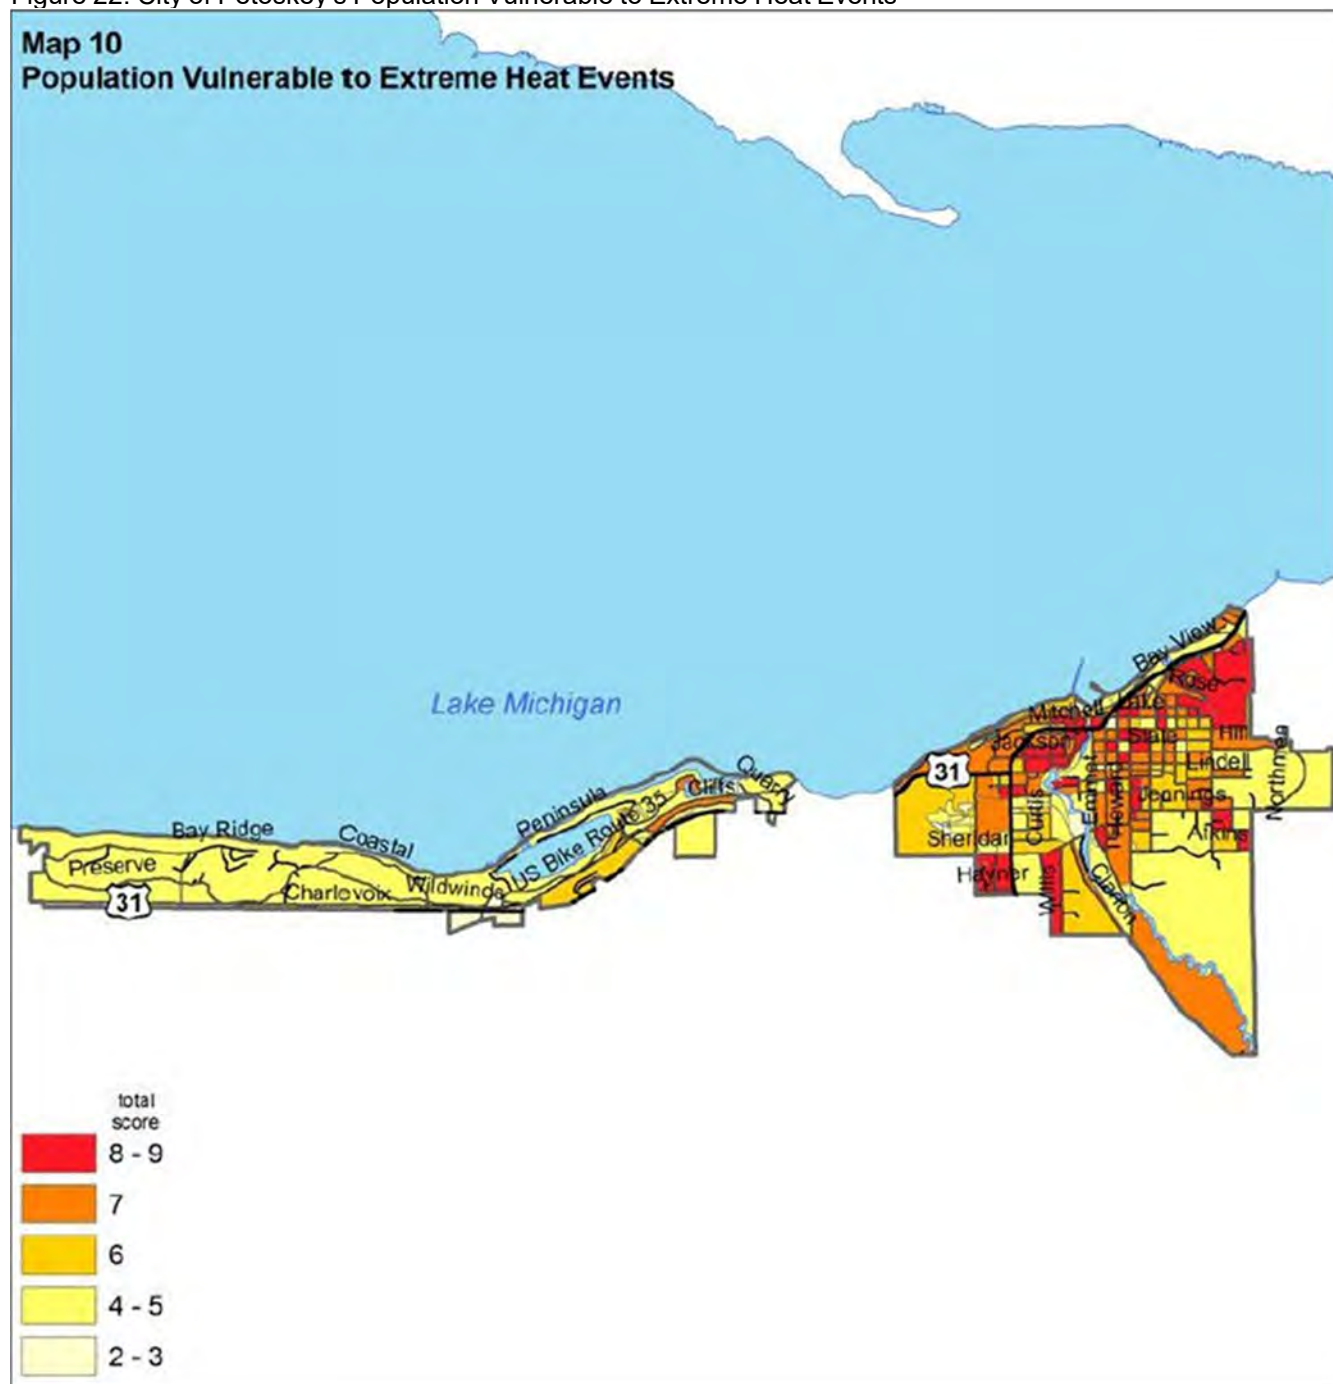 Figure 22: City of Petoskey's Population Vulnerable to Extreme Heat Events
Map 10
Population Vulnerable to Extreme Heat Events
Lake Michigan
Bay View
Rose
Mitchell
Lake
Jackson
State
Hill
Northmen
31
Lindell
Quarry
Cliffs
Emmet
Jennings
Peninsula
US Bike Route 35
Curtis
Howard
Bay Ridge
Coastal
Sheridan
Atkins
Preserve
Charlevoix
Wildwinds
Hayner
Willis
Clarion
31
total
score
8 - 9
7
6
4 - 5
2 - 3